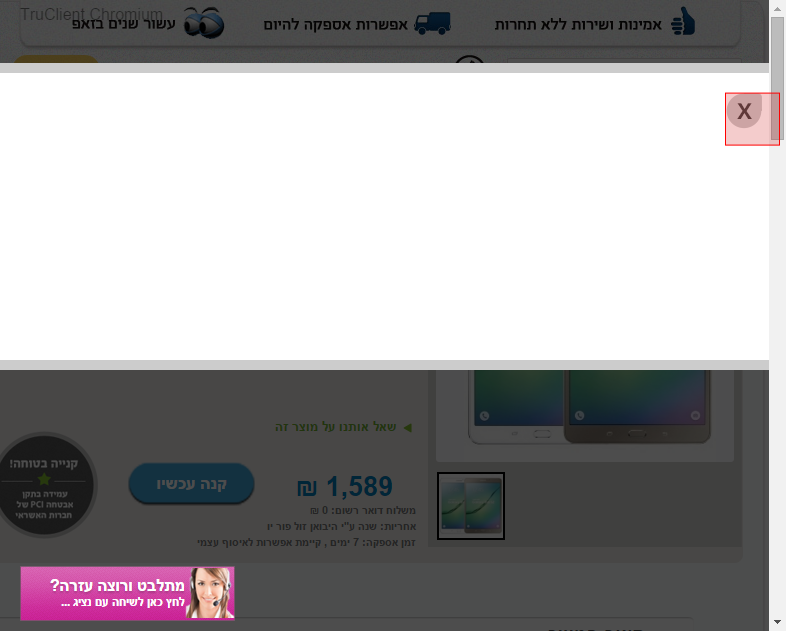 TruClient Chromium
אמינות ושירות ללא תחרות
אפשרות אספקה להיום
עשור שנים בזאפ
X
שאל אותנו על מוצר זה
1,589 ₪
קנה עכשיו
קנייה בטוחה!
עמידה בתקן
אבטחה PCI של
חברות האשראי
משלוח דואר רשום: 0 ₪
אחריות: שנה ע"י היבואן זול פור יו
זמן אספקה: 7 ימים , קיימת אפשרות לאיסוף עצמי
מתלבט ורוצה עזרה?
לחץ כאן לשיחה עם נציג ...